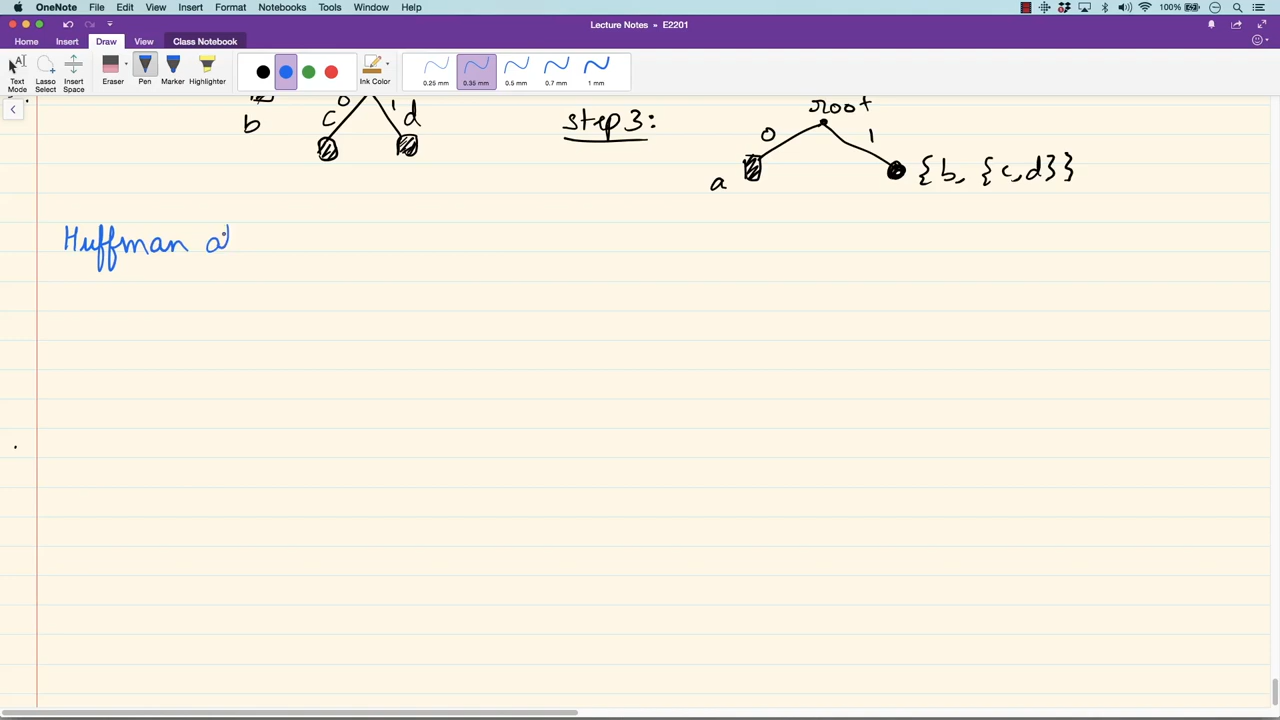 OneNote File Edit View Insert Format Notebooks Tools Window Help 100%
Lecture Notes » E2201
Home Insert Draw View Class Notebook
Text Mode Lasso Select Insert Space Eraser Pen Marker Highlighter Ink Color 0.25 mm 0.35 mm 0.5 mm 0.7 mm 1 mm
0 1 root
b c d step3: 0 1
a {b, {c,d}}
Huffman a